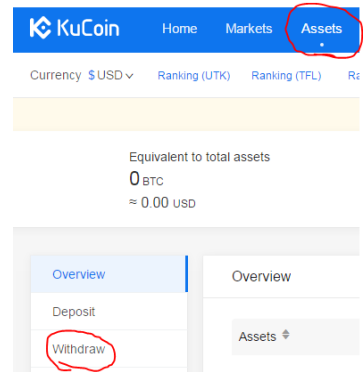 KuCoin Home Markets Assets
Currency $ USD Ranking (UTK) Ranking (TFL) Ra
Equivalent to total assets
0 BTC
≈ 0.00 USD
Overview
Deposit
Withdraw
Overview
Assets